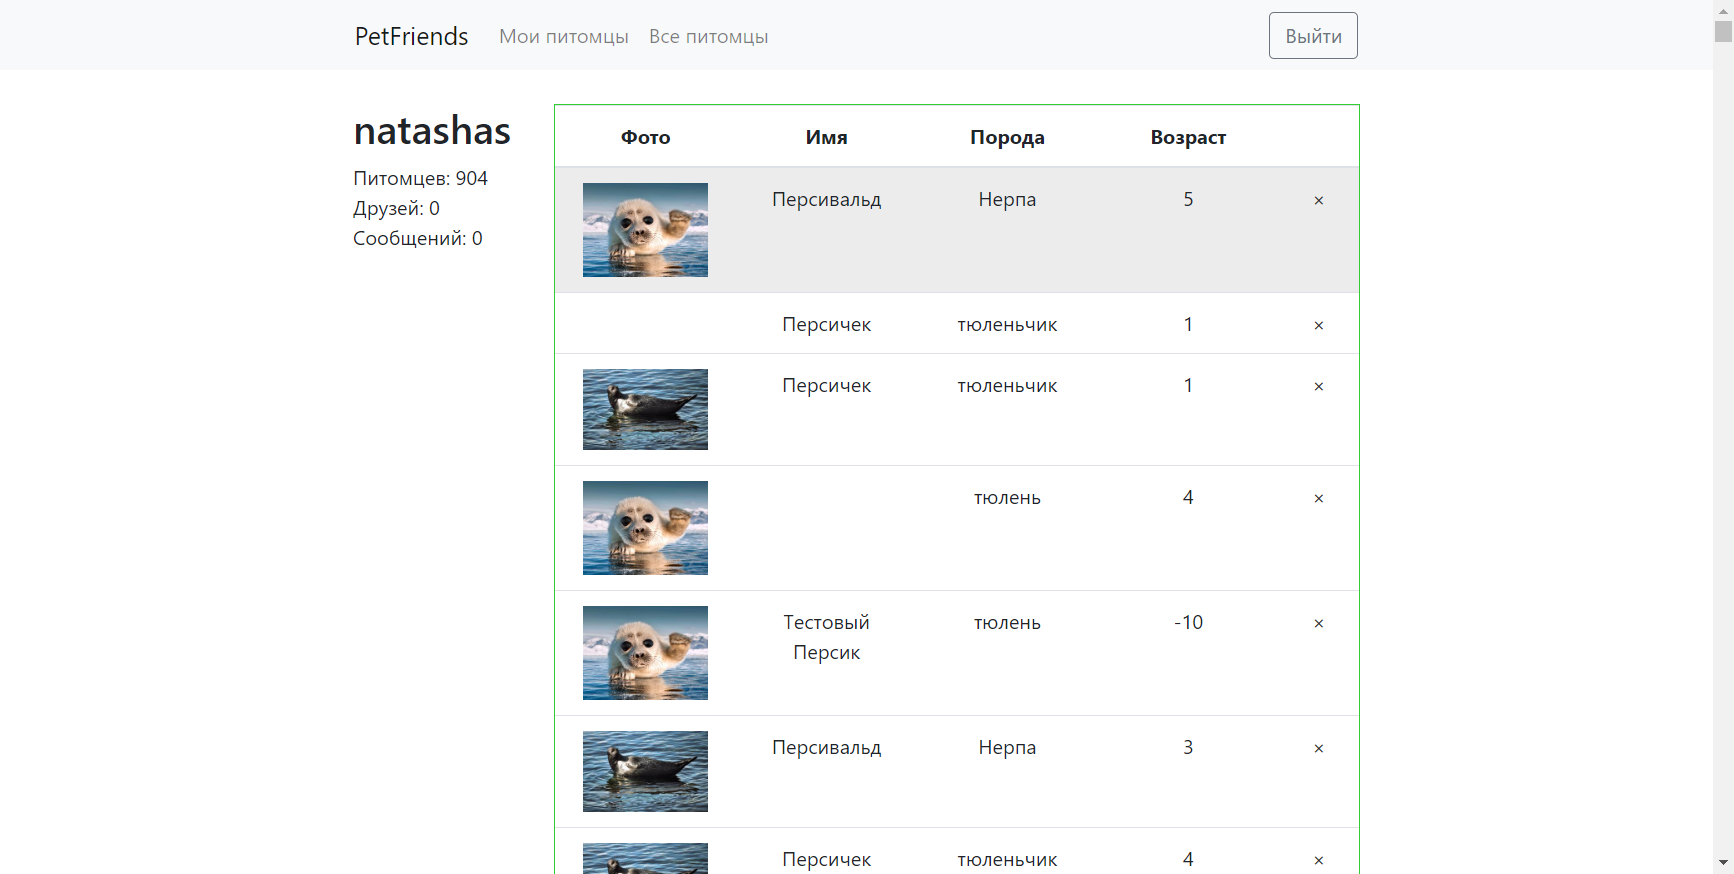 PetFriends Мои питомцы Все питомцы Выйти
natashas
Питомцев: 904
Друзей: 0
Сообщений: 0
Фото Имя Порода Возраст
Персивальд Нерпа 5 ×
Персичек тюленьчик 1 ×
Персичек тюленьчик 1 ×
тюлень 4 ×
Тестовый тюлень -10 ×
Персик
Персивальд Нерпа 3 ×
Персичек тюленьчик 4 ×